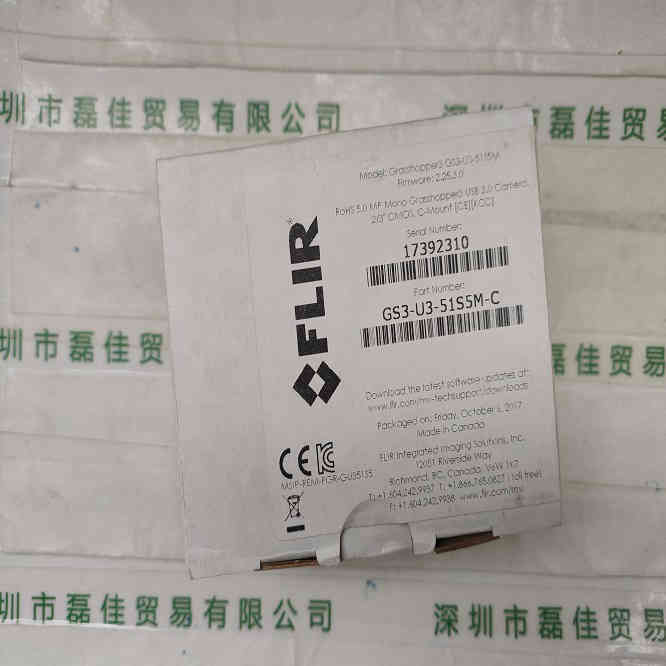 深圳市磊佳贸易有限公司
深圳市磊佳贸易
Model: Grasshopper3 GS3-U3-51S5M
Firmware: 2.25.3.0
RoHS 5.0 MP Mono Grasshopper3 USB 3.0 Camera,
2/3" CMOS, C-Mount [CE][KCC]
Serial Number:
17392310
Part Number:
GS3-U3-51S5M-C
FLIR®
Download the latest software updates at:
www.flir.com/mv-techsupport/downloads
Packaged on: Friday, October 6, 2017
Made in Canada
FLIR Integrated Imaging Solutions, Inc.
12051 Riverside Way
Richmond, BC, Canada, V6W 1K7
T: +1.604.242.9937 T: +1.866.765.0827 (toll free)
F: +1.604.242.9938 www.flir.com/mv
CE
MSIP-REM-PGR-GUS513S
圳市磊佳贸易
深圳市磊佳贸易有限公司
深圳市磊佳贸易